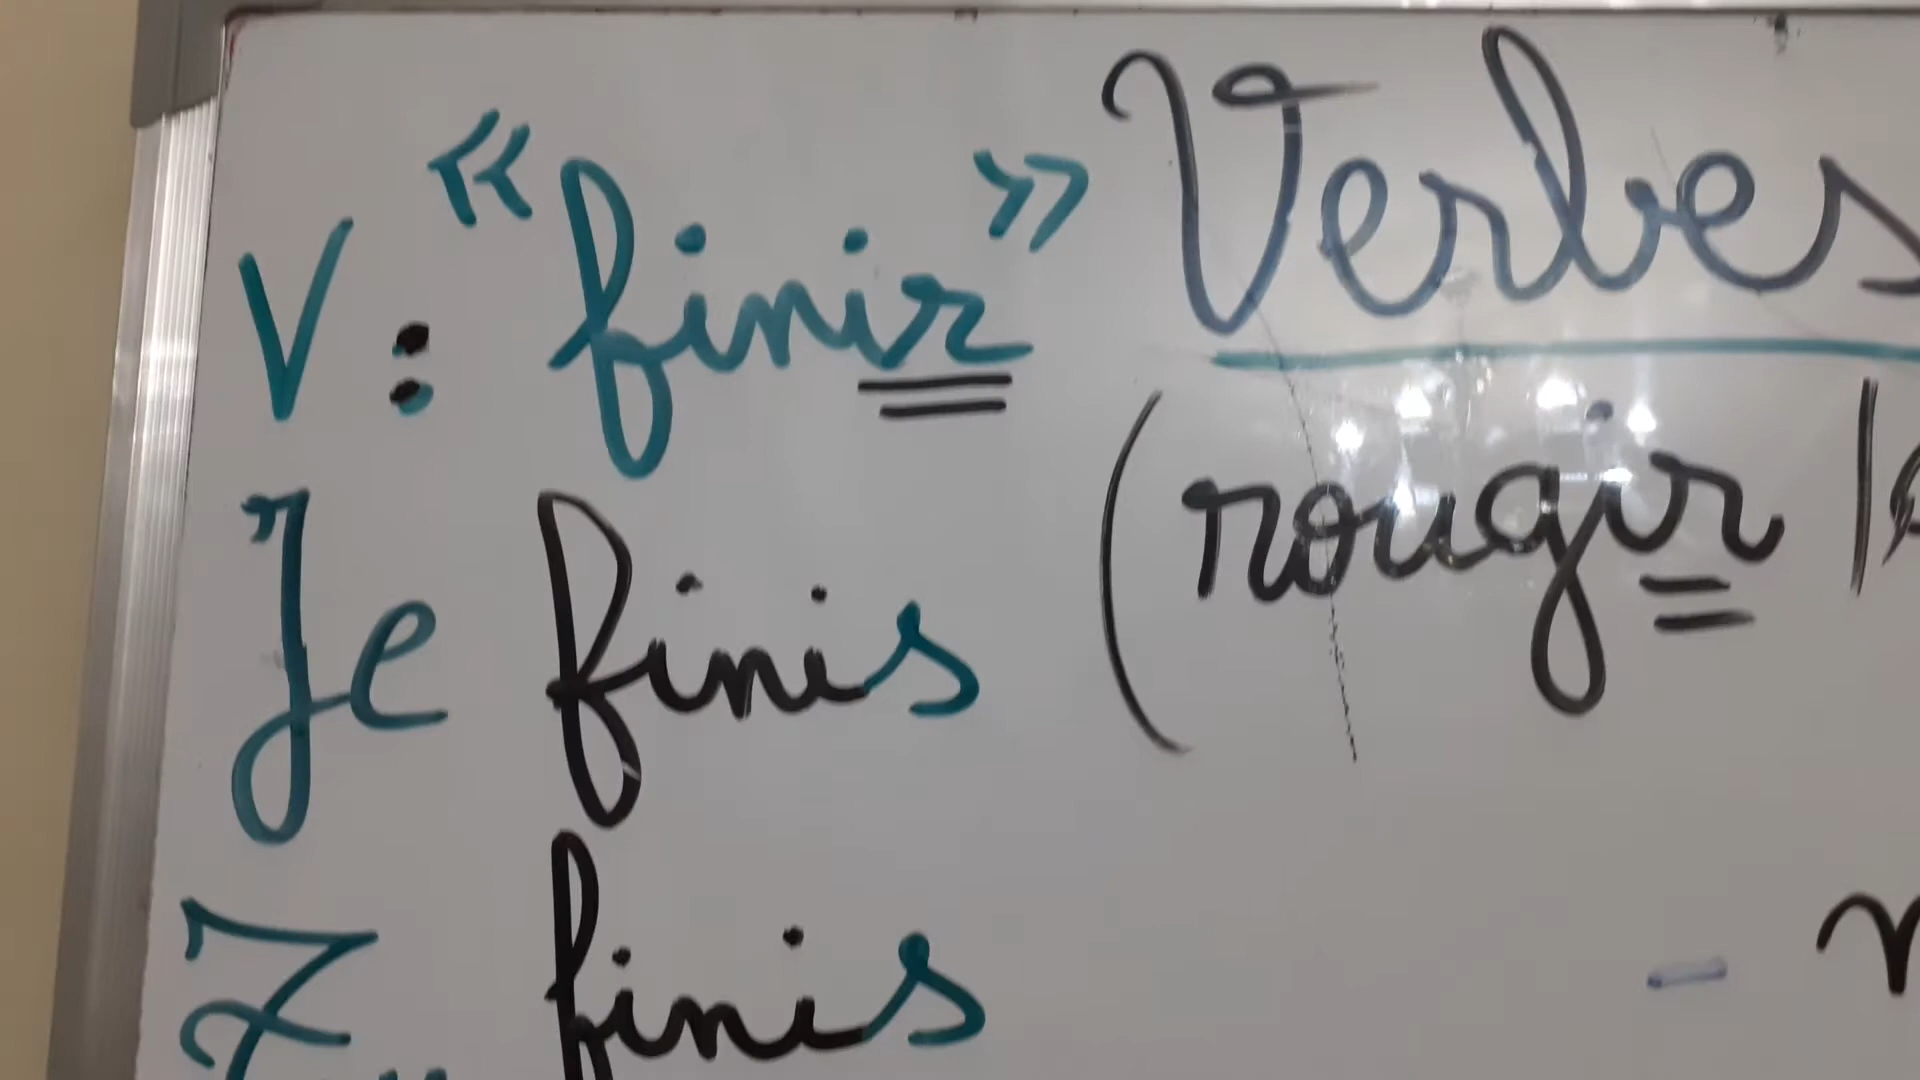 V : « finir » Verbes
(rougir |
Je finis
finis